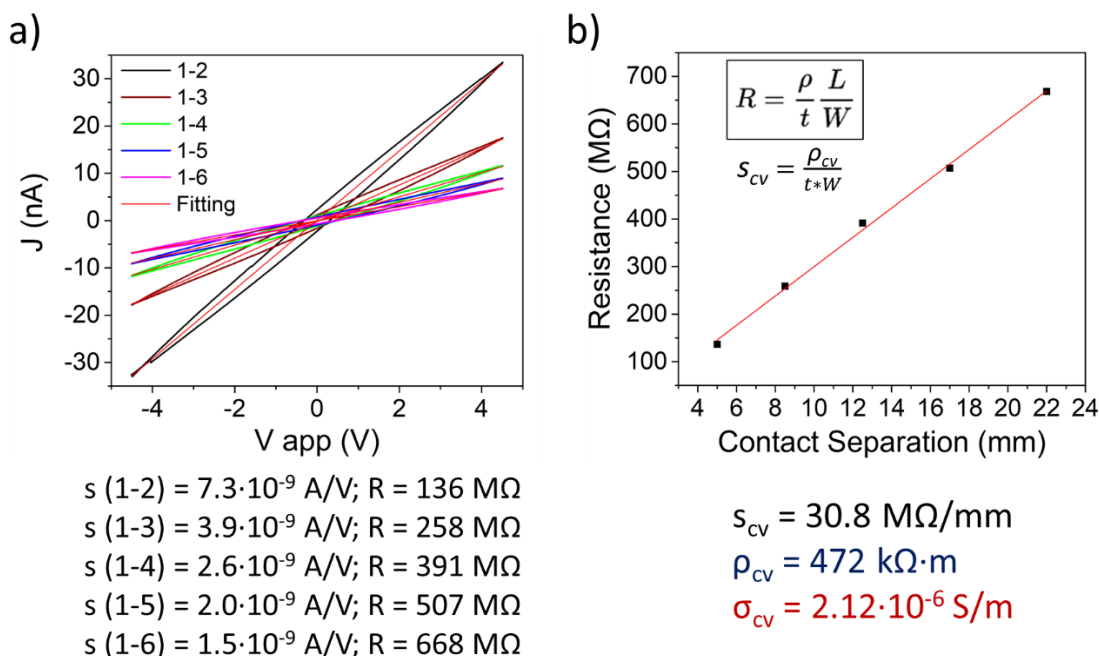 a)
J (nA)
30
20
10
0
-10
-20
-30
1-2
1-3
1-4
1-5
1-6
Fitting
-4 -2 0 2 4
V app (V)
s (1-2) = 7.3·10⁻⁹ A/V; R = 136 MΩ
s (1-3) = 3.9·10⁻⁹ A/V; R = 258 MΩ
s (1-4) = 2.6·10⁻⁹ A/V; R = 391 MΩ
s (1-5) = 2.0·10⁻⁹ A/V; R = 507 MΩ
s (1-6) = 1.5·10⁻⁹ A/V; R = 668 MΩ
b)
Resistance (MΩ)
700
600
500
400
300
200
100
R = ρ/t L/W
s_cv = ρ_cv/t*W
4 6 8 10 12 14 16 18 20 22 24
Contact Separation (mm)
s_cv = 30.8 MΩ/mm
ρ_cv = 472 kΩ·m
σ_cv = 2.12·10⁻⁶ S/m